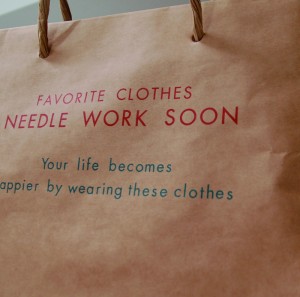 FAVORITE CLOTHES
NEEDLE WORK SOON
Your life becomes
appier by wearing these clothes